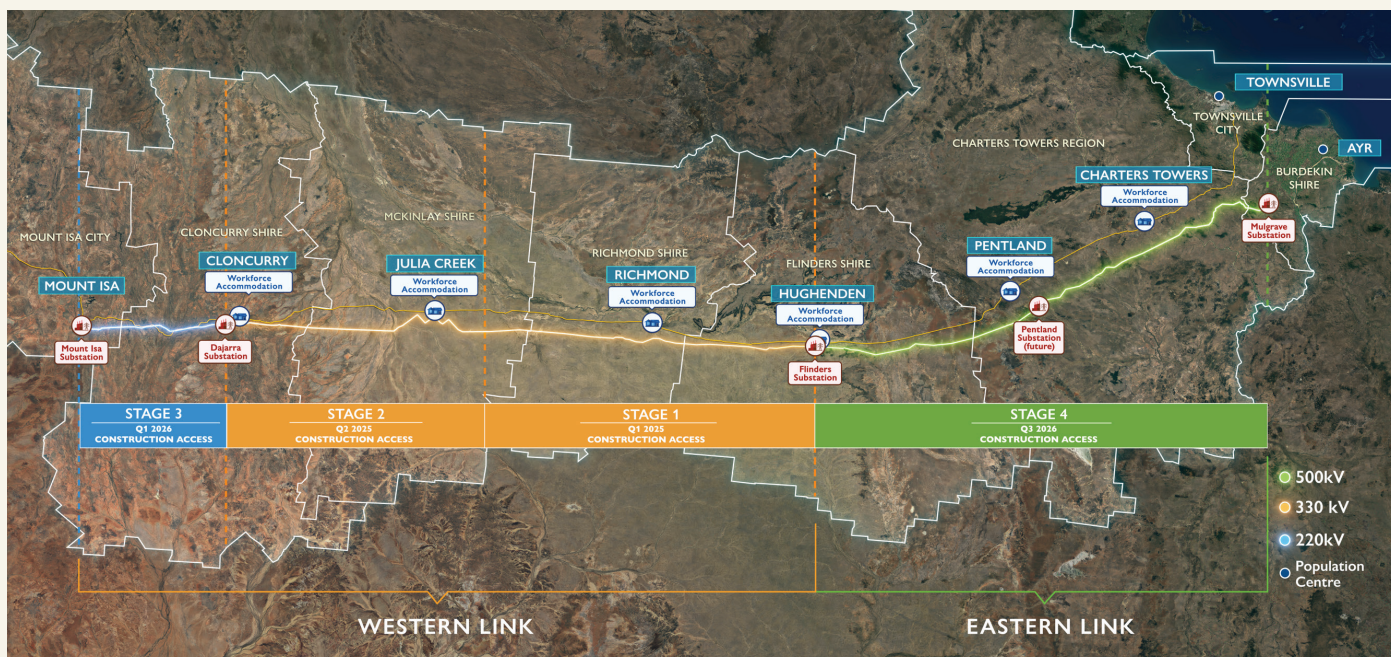 TOWNSVILLE
TOWNSVILLE
CITY
AYR
BURDEKIN
SHIRE
CHARTERS TOWERS REGION
CHARTERS TOWERS
Workforce
Accommodation
Mulgrave
Substation
PENTLAND
Workforce
Accommodation
Pentland
Substation
(future)
FLINDERS SHIRE
HUGHENDEN
Workforce
Accommodation
Flinders
Substation
RICHMOND SHIRE
RICHMOND
Workforce
Accommodation
MCKINLAY SHIRE
JULIA CREEK
Workforce
Accommodation
CLONCURRY SHIRE
CLONCURRY
Workforce
Accommodation
Dajarra
Substation
MOUNT ISA CITY
MOUNT ISA
Mount Isa
Substation
STAGE 3
Q1 2026
CONSTRUCTION ACCESS
STAGE 2
Q2 2025
CONSTRUCTION ACCESS
STAGE 1
Q1 2025
CONSTRUCTION ACCESS
STAGE 4
Q3 2026
CONSTRUCTION ACCESS
500kV
330 kV
220kV
Population
Centre
WESTERN LINK
EASTERN LINK